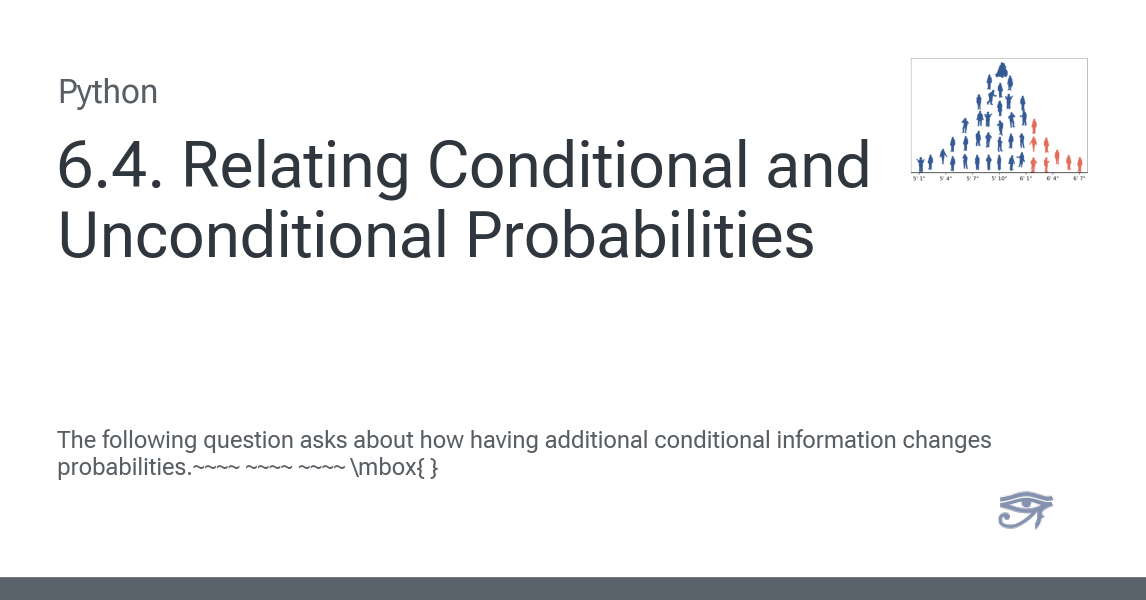 Python
6.4. Relating Conditional and
Unconditional Probabilities
5' 1" 5' 4" 5' 7" 5' 10" 6' 1" 6' 4" 6' 7"
The following question asks about how having additional conditional information changes
probabilities.~~~~ ~~~~ ~~~~ \mbox{ }